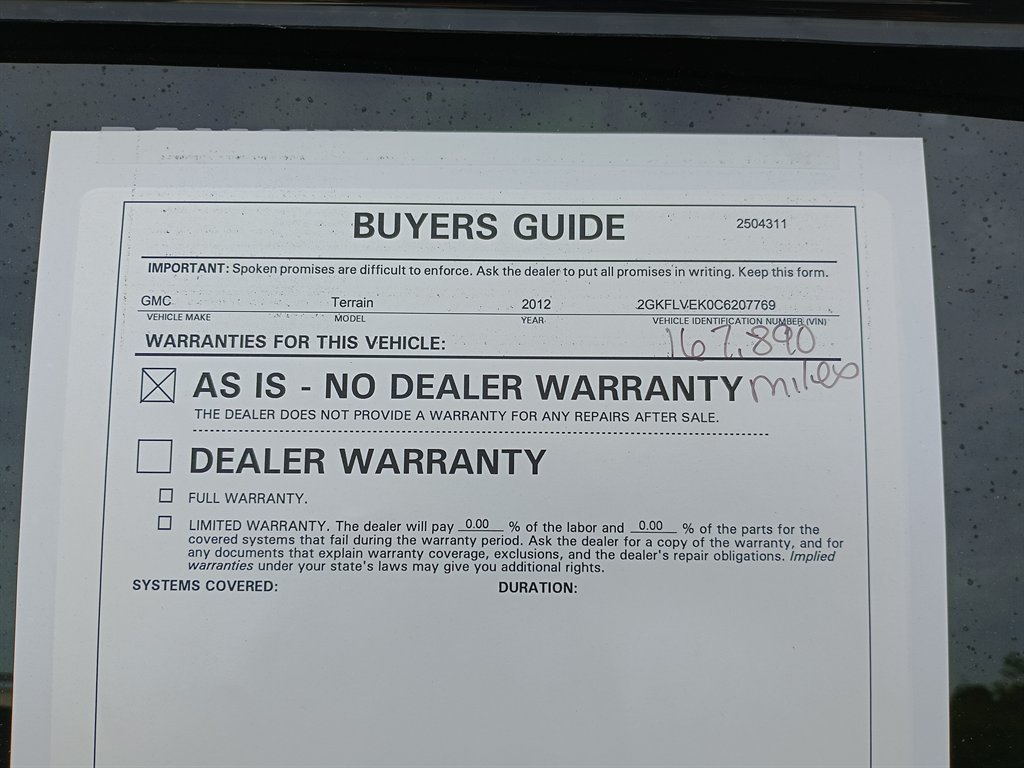 BUYERS GUIDE 2504311
IMPORTANT: Spoken promises are difficult to enforce. Ask the dealer to put all promises in writing. Keep this form.
GMC Terrain 2012 2GKFLVEK0C6207769
VEHICLE MAKE MODEL YEAR VEHICLE IDENTIFICATION NUMBER (VIN)
WARRANTIES FOR THIS VEHICLE: 167,890
AS IS - NO DEALER WARRANTY miles
THE DEALER DOES NOT PROVIDE A WARRANTY FOR ANY REPAIRS AFTER SALE.
DEALER WARRANTY
FULL WARRANTY.
LIMITED WARRANTY. The dealer will pay 0.00 % of the labor and 0.00 % of the parts for the
covered systems that fail during the warranty period. Ask the dealer for a copy of the warranty, and for
any documents that explain warranty coverage, exclusions, and the dealer's repair obligations. Implied
warranties under your state's laws may give you additional rights.
SYSTEMS COVERED: DURATION: